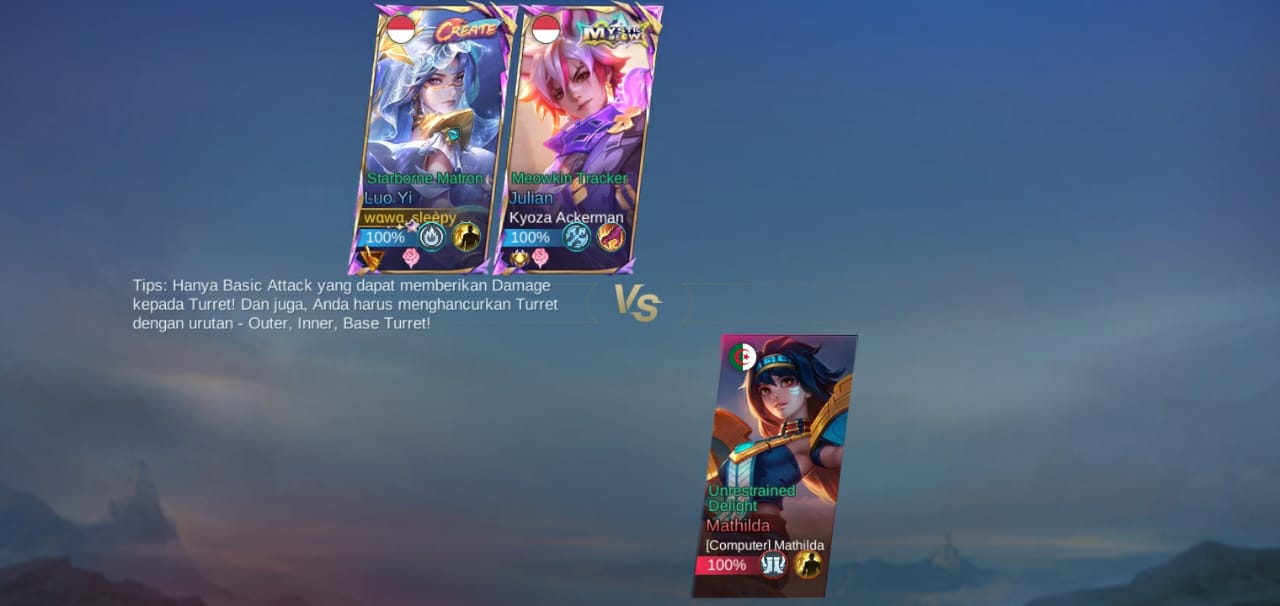 CREATE
MYSTIC
MEOW
Starborne Matron
Luo Yi
wɑwɑ_sleèpy
100%
Meowkin Tracker
Julian
Kyoza Ackerman
100%
Tips: Hanya Basic Attack yang dapat memberikan Damage
kepada Turret! Dan juga, Anda harus menghancurkan Turret
dengan urutan - Outer, Inner, Base Turret!
VS
Unrestrained
Delight
Mathilda
[Computer] Mathilda
100%